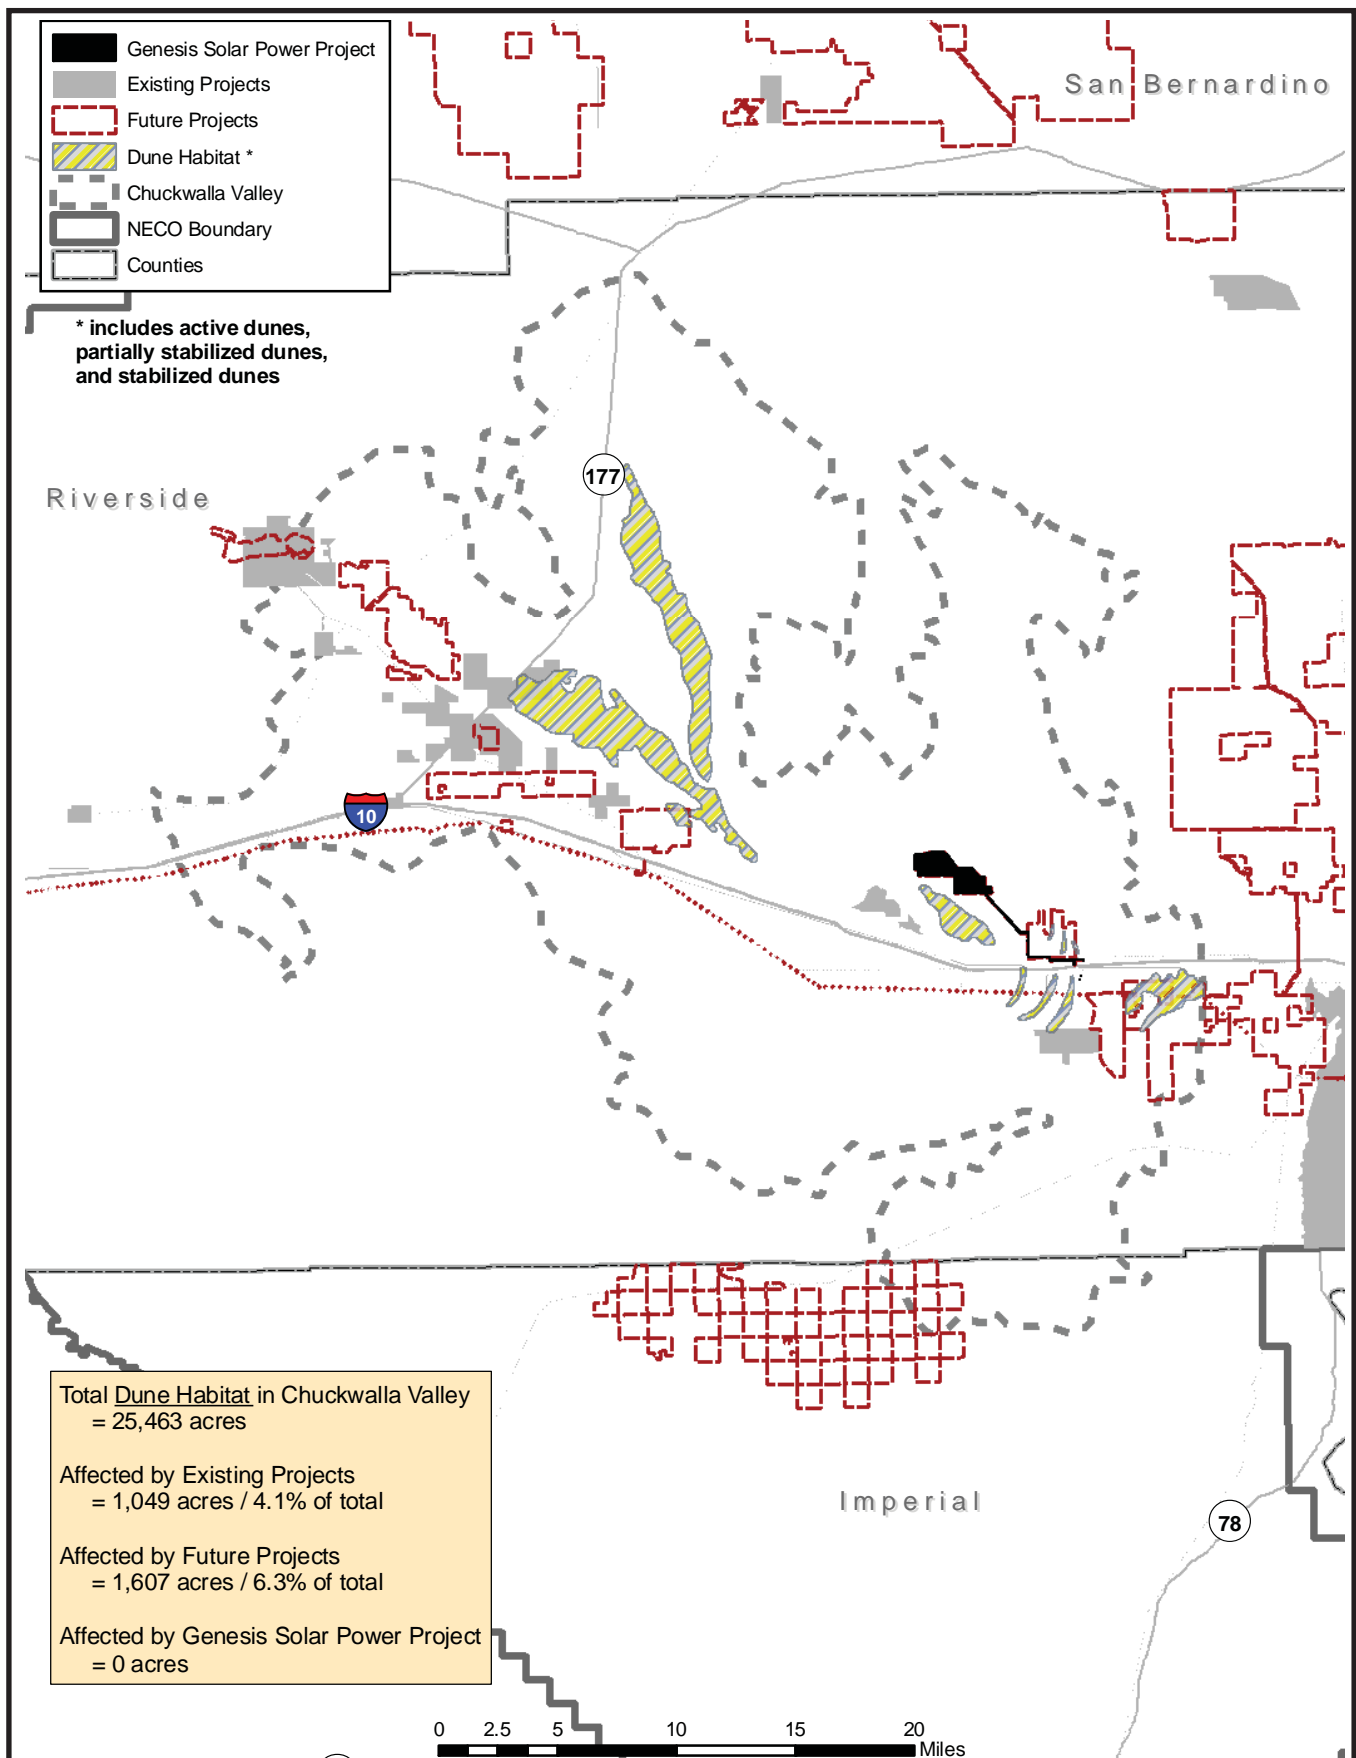 Genesis Solar Power Project
Existing Projects
Future Projects
Dune Habitat *
Chuckwalla Valley
NECO Boundary
Counties
* includes active dunes,
partially stabilized dunes,
and stabilized dunes
San Bernardino
Riverside
177
10
Imperial
78
Total Dune Habitat in Chuckwalla Valley
= 25,463 acres
Affected by Existing Projects
= 1,049 acres / 4.1% of total
Affected by Future Projects
= 1,607 acres / 6.3% of total
Affected by Genesis Solar Power Project
= 0 acres
0 2.5 5 10 15 20
Miles